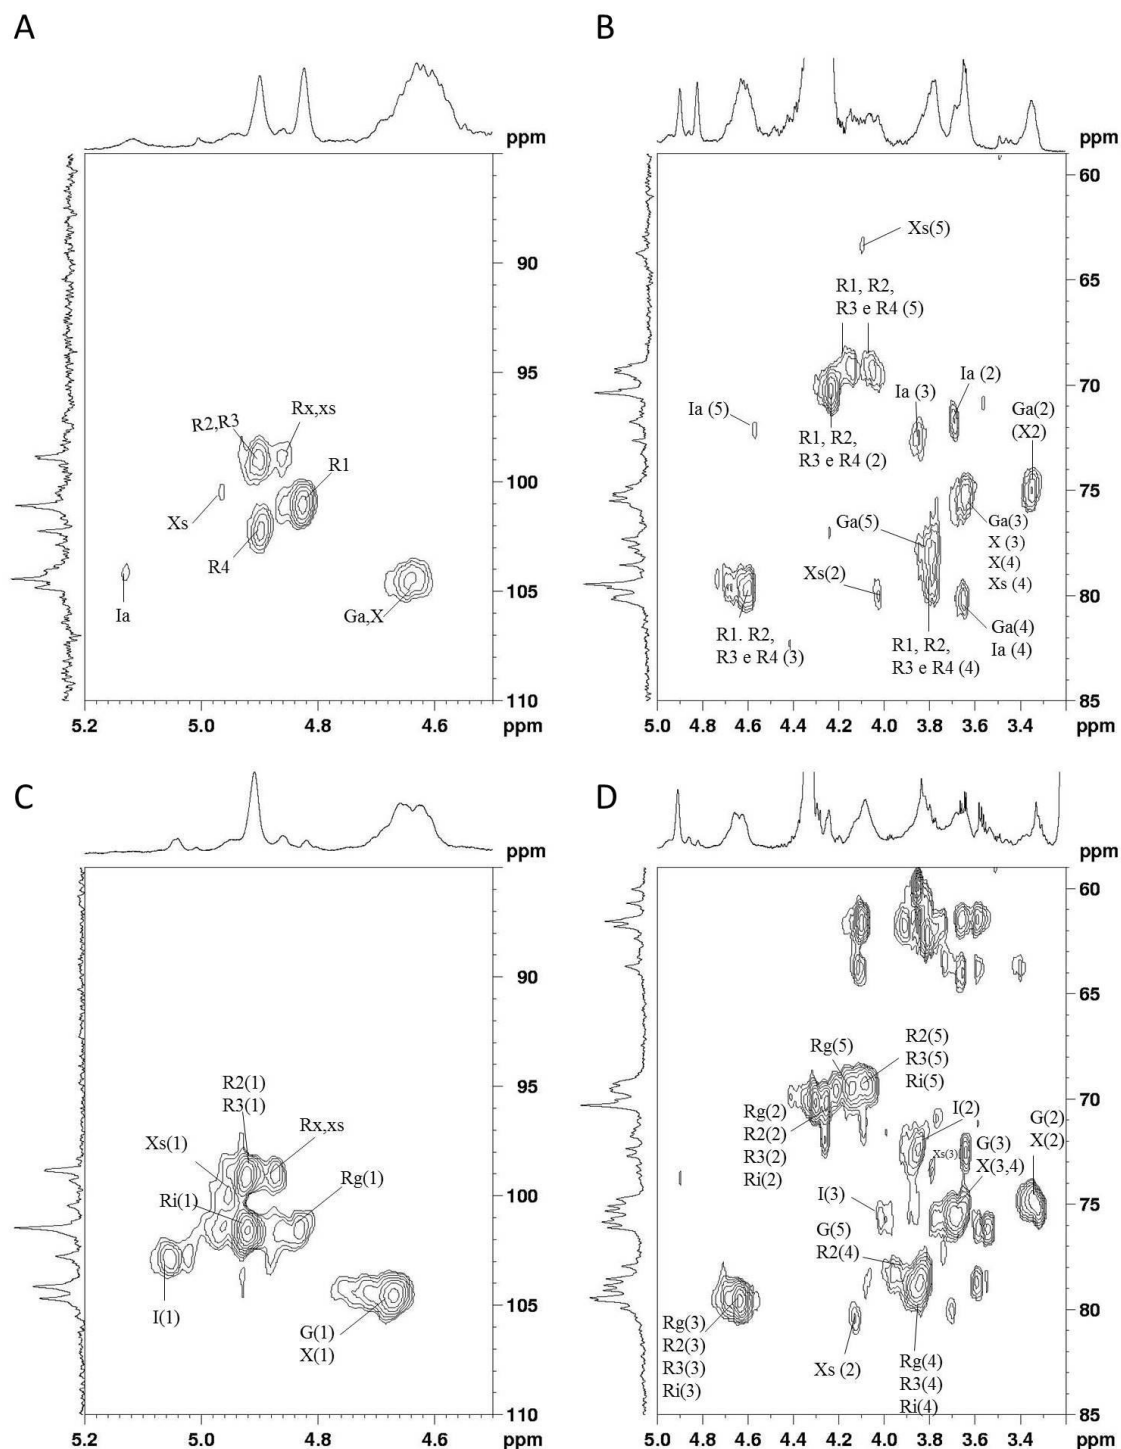 A
ppm
90
95
100
105
110
R2,R3
Rx,xs
R1
Xs
R4
Ia
Ga,X
5.2
5.0
4.8
4.6
ppm
B
ppm
60
65
70
75
80
85
Xs(5)
R1, R2,
R3 e R4 (5)
Ia (3)
Ia (2)
Ia (5)
Ga(2)
(X2)
R1, R2,
R3 e R4 (2)
Ga(5)
Ga(3)
X (3)
X(4)
Xs (4)
Xs(2)
Ga(4)
Ia (4)
R1. R2,
R3 e R4 (3)
R1, R2,
R3 e R4 (4)
5.0
4.8
4.6
4.4
4.2
4.0
3.8
3.6
3.4
ppm
C
ppm
90
95
100
105
110
R2(1)
R3(1)
Xs(1)
Rx,xs
Ri(1)
Rg(1)
I(1)
G(1)
X(1)
5.2
5.0
4.8
4.6
ppm
D
ppm
60
65
70
75
80
85
Rg(5)
R2(5)
R3(5)
Ri(5)
Rg(2)
R2(2)
R3(2)
Ri(2)
I(2)
Xs(3)
G(3)
X(3,4)
G(2)
X(2)
I(3)
G(5)
R2(4)
Rg(3)
R2(3)
R3(3)
Ri(3)
Xs (2)
Rg(4)
R3(4)
Ri(4)
5.0
4.8
4.6
4.4
4.2
4.0
3.8
3.6
3.4
ppm